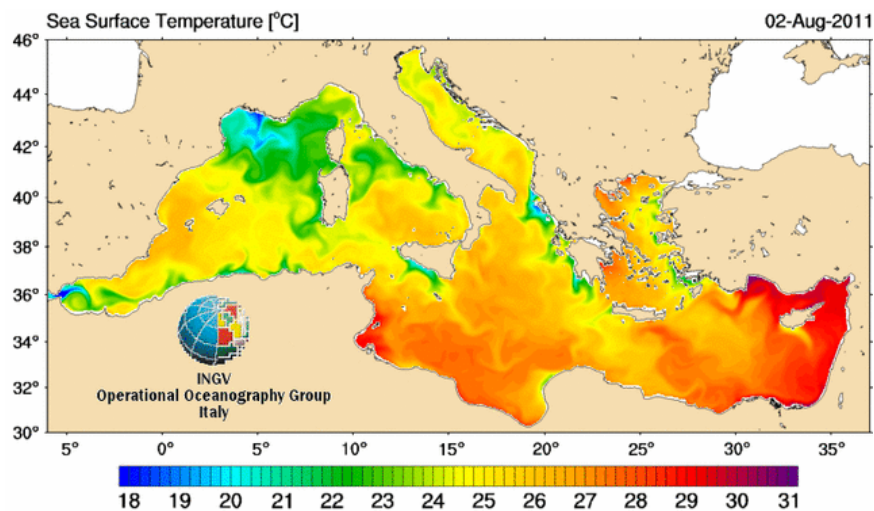 Sea Surface Temperature [°C] 02-Aug-2011
46°
44°
42°
40°
38°
36°
34°
32°
30°
INGV
Operational Oceanography Group
Italy
5° 0° 5° 10° 15° 20° 25° 30° 35°
18 19 20 21 22 23 24 25 26 27 28 29 30 31